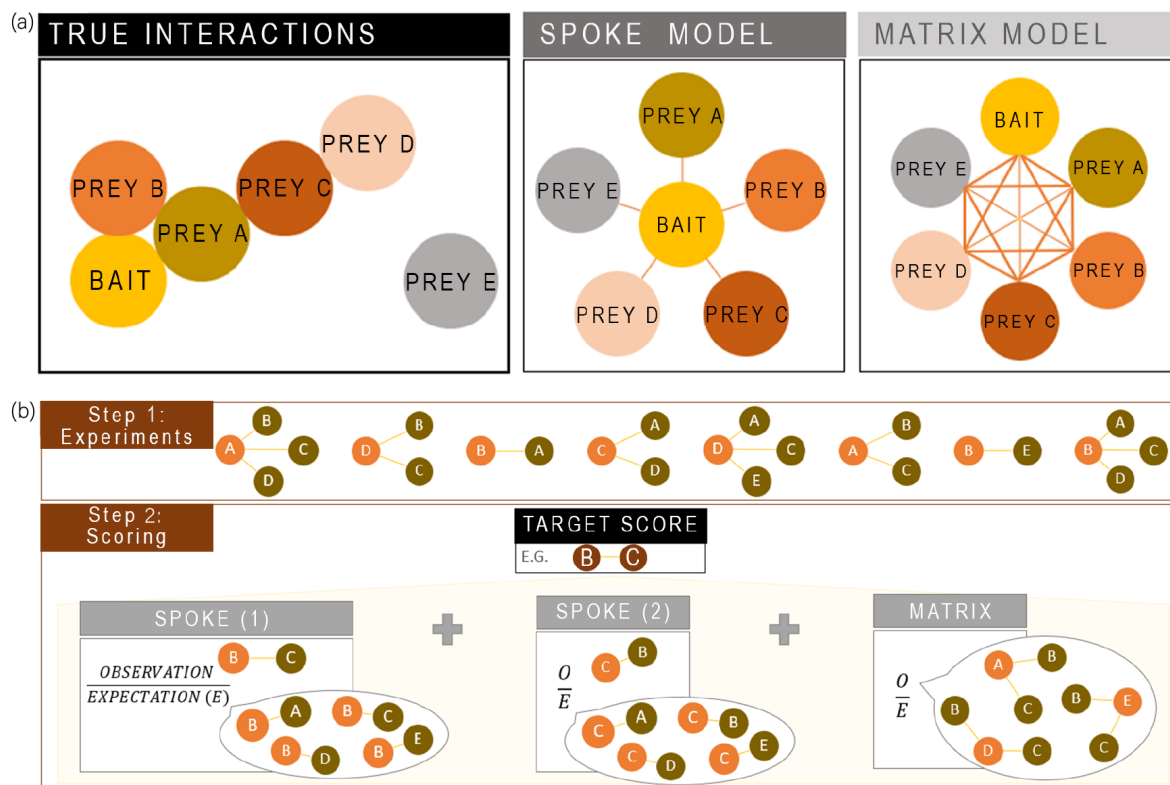 (a)
TRUE INTERACTIONS
PREY D
PREY B
PREY C
PREY A
BAIT
PREY E
SPOKE MODEL
PREY A
PREY E
PREY B
BAIT
PREY D
PREY C
MATRIX MODEL
BAIT
PREY E
PREY A
PREY D
PREY B
PREY C
(b)
Step 1:
Experiments
A B C D
D B C
B A
C A D
D A C E
A B C
B E
B A C D
Step 2:
Scoring
TARGET SCORE
E.G. B C
SPOKE (1)
OBSERVATION
EXPECTATION (E)
B C
B A
B C
B D
B E
SPOKE (2)
O
E
C B
C A
C B
C D
C E
MATRIX
O
E
A B C
B D C
B E C